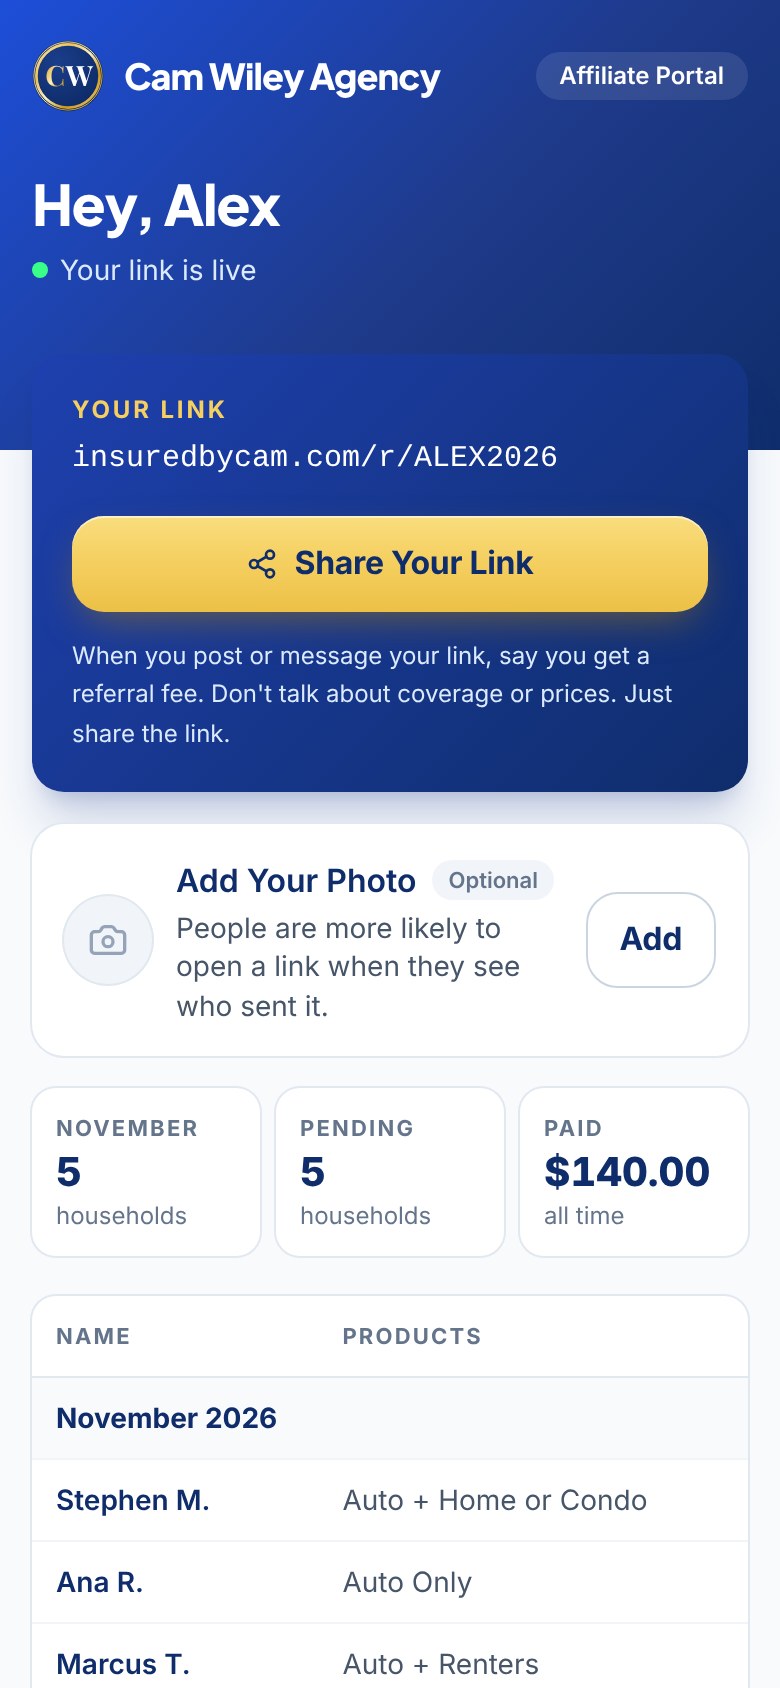 CW
Cam Wiley Agency
Affiliate Portal
Hey, Alex
Your link is live
YOUR LINK
insuredbycam.com/r/ALEX2026
Share Your Link
When you post or message your link, say you get a
referral fee. Don't talk about coverage or prices. Just
share the link.
Add Your Photo
Optional
People are more likely to
open a link when they see
who sent it.
Add
NOVEMBER
5
households
PENDING
5
households
PAID
$140.00
all time
NAME
PRODUCTS
November 2026
Stephen M.
Auto + Home or Condo
Ana R.
Auto Only
Marcus T.
Auto + Renters